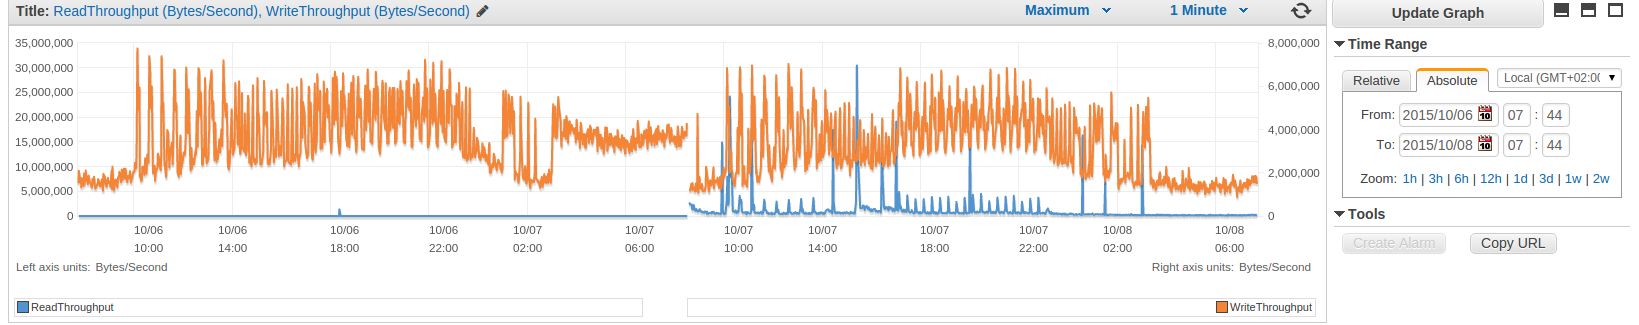 Title: ReadThroughput (Bytes/Second), WriteThroughput (Bytes/Second) Maximum 1 Minute Update Graph
35,000,000 8,000,000 Time Range
30,000,000
25,000,000 6,000,000 Relative Absolute Local (GMT+02:00
20,000,000 From: 2015/10/06 10 07 : 44
15,000,000 4,000,000 To: 2015/10/08 10 07 : 44
10,000,000
5,000,000 2,000,000 Zoom: 1h | 3h | 6h | 12h | 1d | 3d | 1w | 2w
0 0 Tools
10/06 10/06 10/06 10/06 10/07 10/07 10/07 10/07 10/07 10/07 10/08 10/08
10:00 14:00 18:00 22:00 02:00 06:00 10:00 14:00 18:00 22:00 02:00 06:00
Create Alarm Copy URL
Left axis units: Bytes/Second Right axis units: Bytes/Second
ReadThroughput WriteThroughput